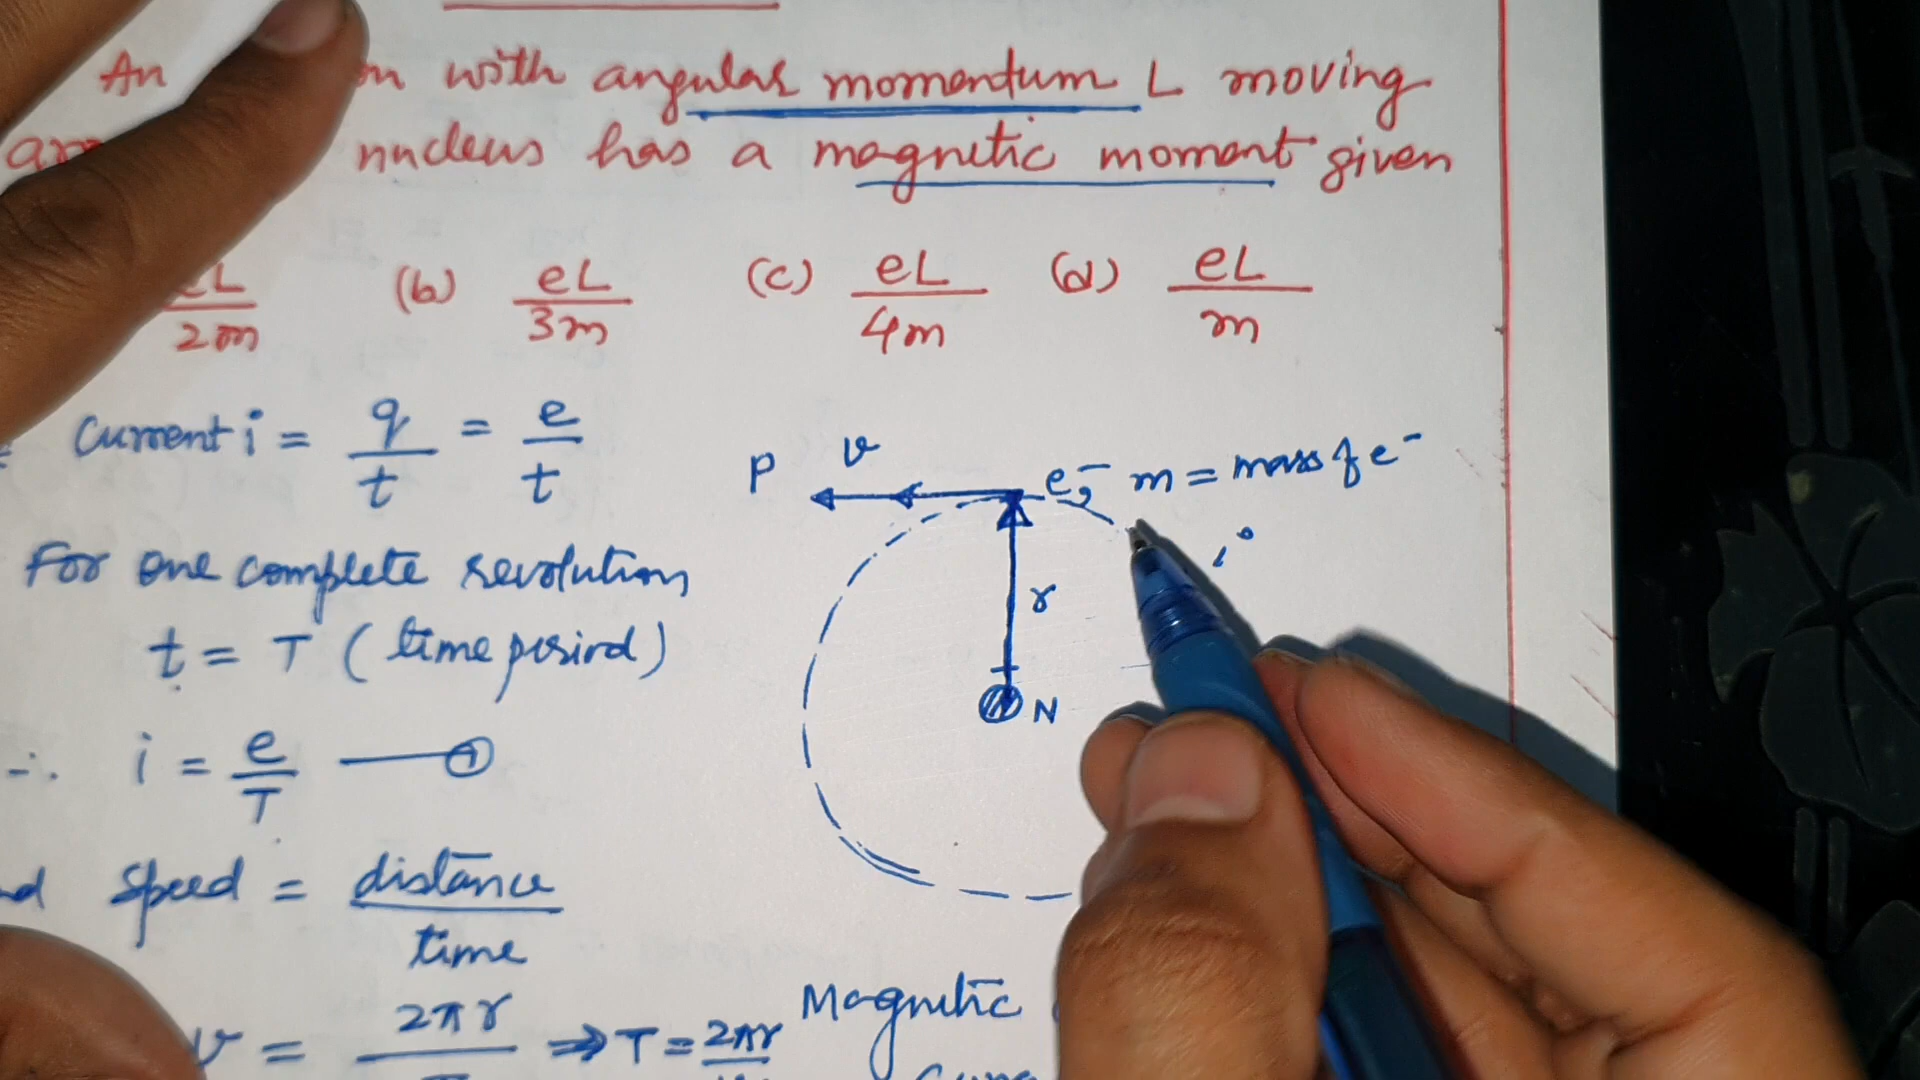 An with angular momentum L moving
nucleus has a magnetic moment given
eL/2m (b) eL/3m (c) eL/4m (d) eL/m
Current i = q/t = e/t
P v e⁻, m = mass of e⁻
i
For one complete revolution
r
t = T (time period)
N
∴ i = e/T — ①
Speed = distance/time
Magnetic
v = 2πr ⇒ T = 2πr